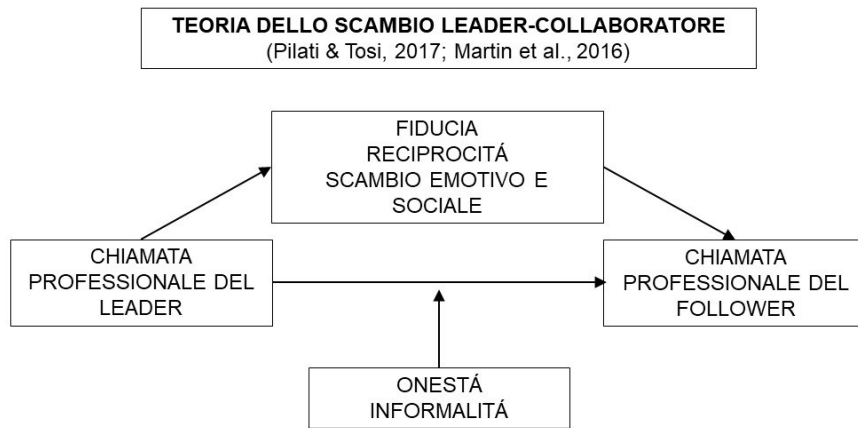 TEORIA DELLO SCAMBIO LEADER-COLLABORATORE
(Pilati & Tosi, 2017; Martin et al., 2016)
FIDUCIA
RECIPROCITÁ
SCAMBIO EMOTIVO E
SOCIALE
CHIAMATA
PROFESSIONALE DEL
LEADER
CHIAMATA
PROFESSIONALE DEL
FOLLOWER
ONESTÁ
INFORMALITÁ